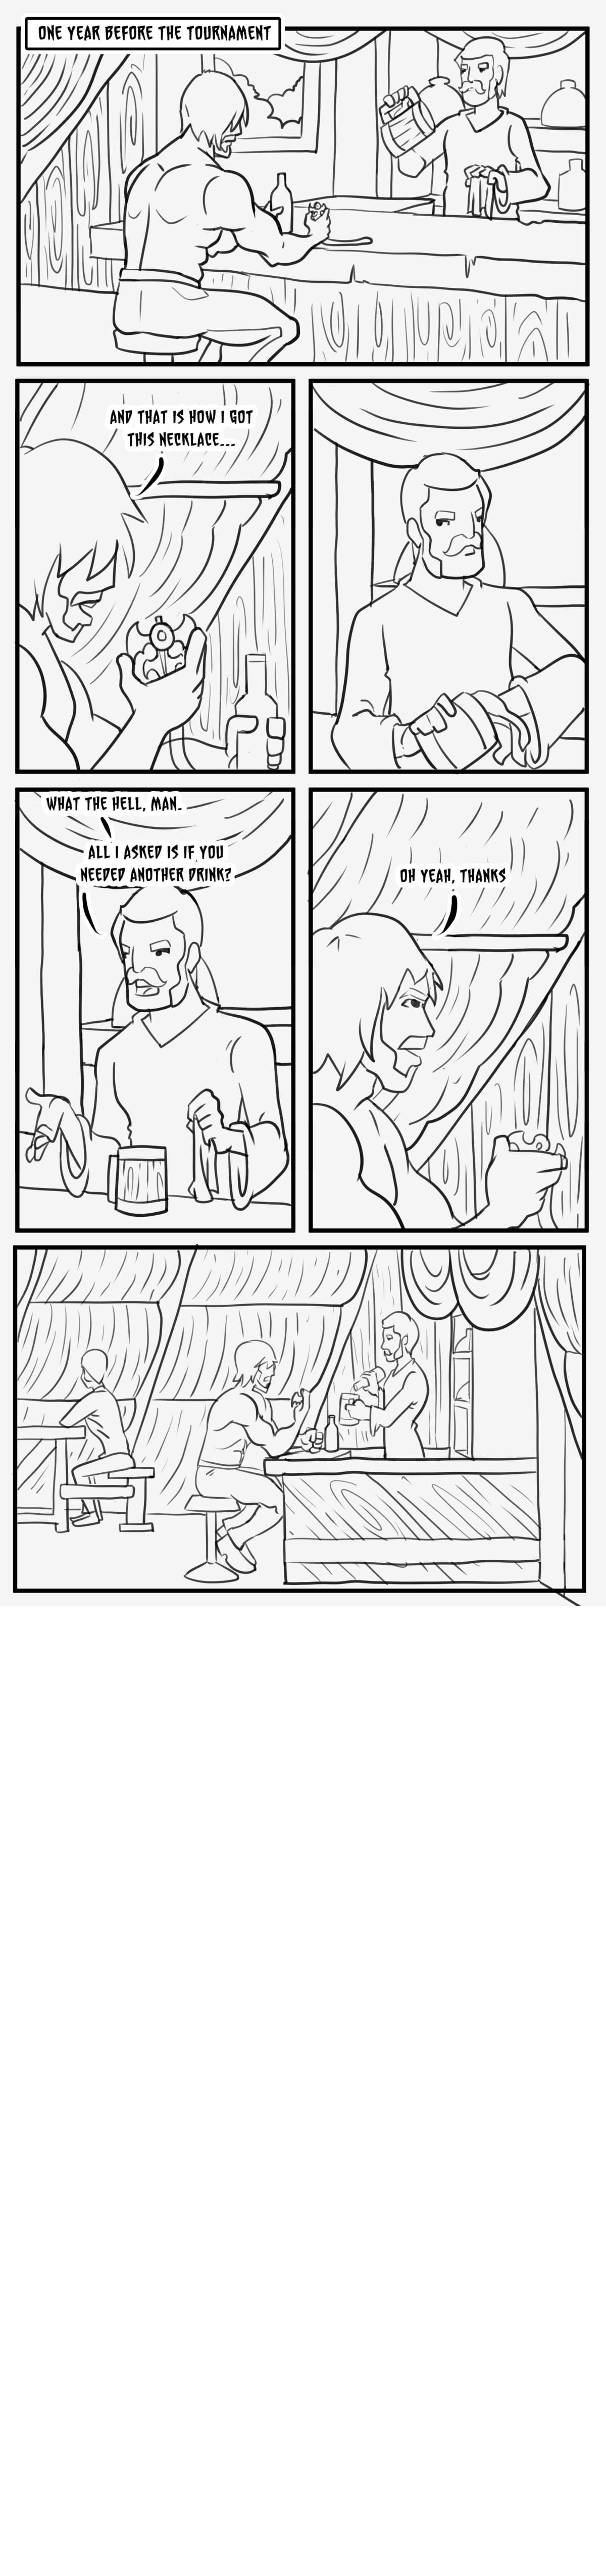 ONE YEAR BEFORE THE TOURNAMENT
AND THAT IS HOW I GOT
THIS NECKLACE...
WHAT THE HELL, MAN.
ALL I ASKED IS IF YOU
NEEDED ANOTHER DRINK?
OH YEAH, THANKS